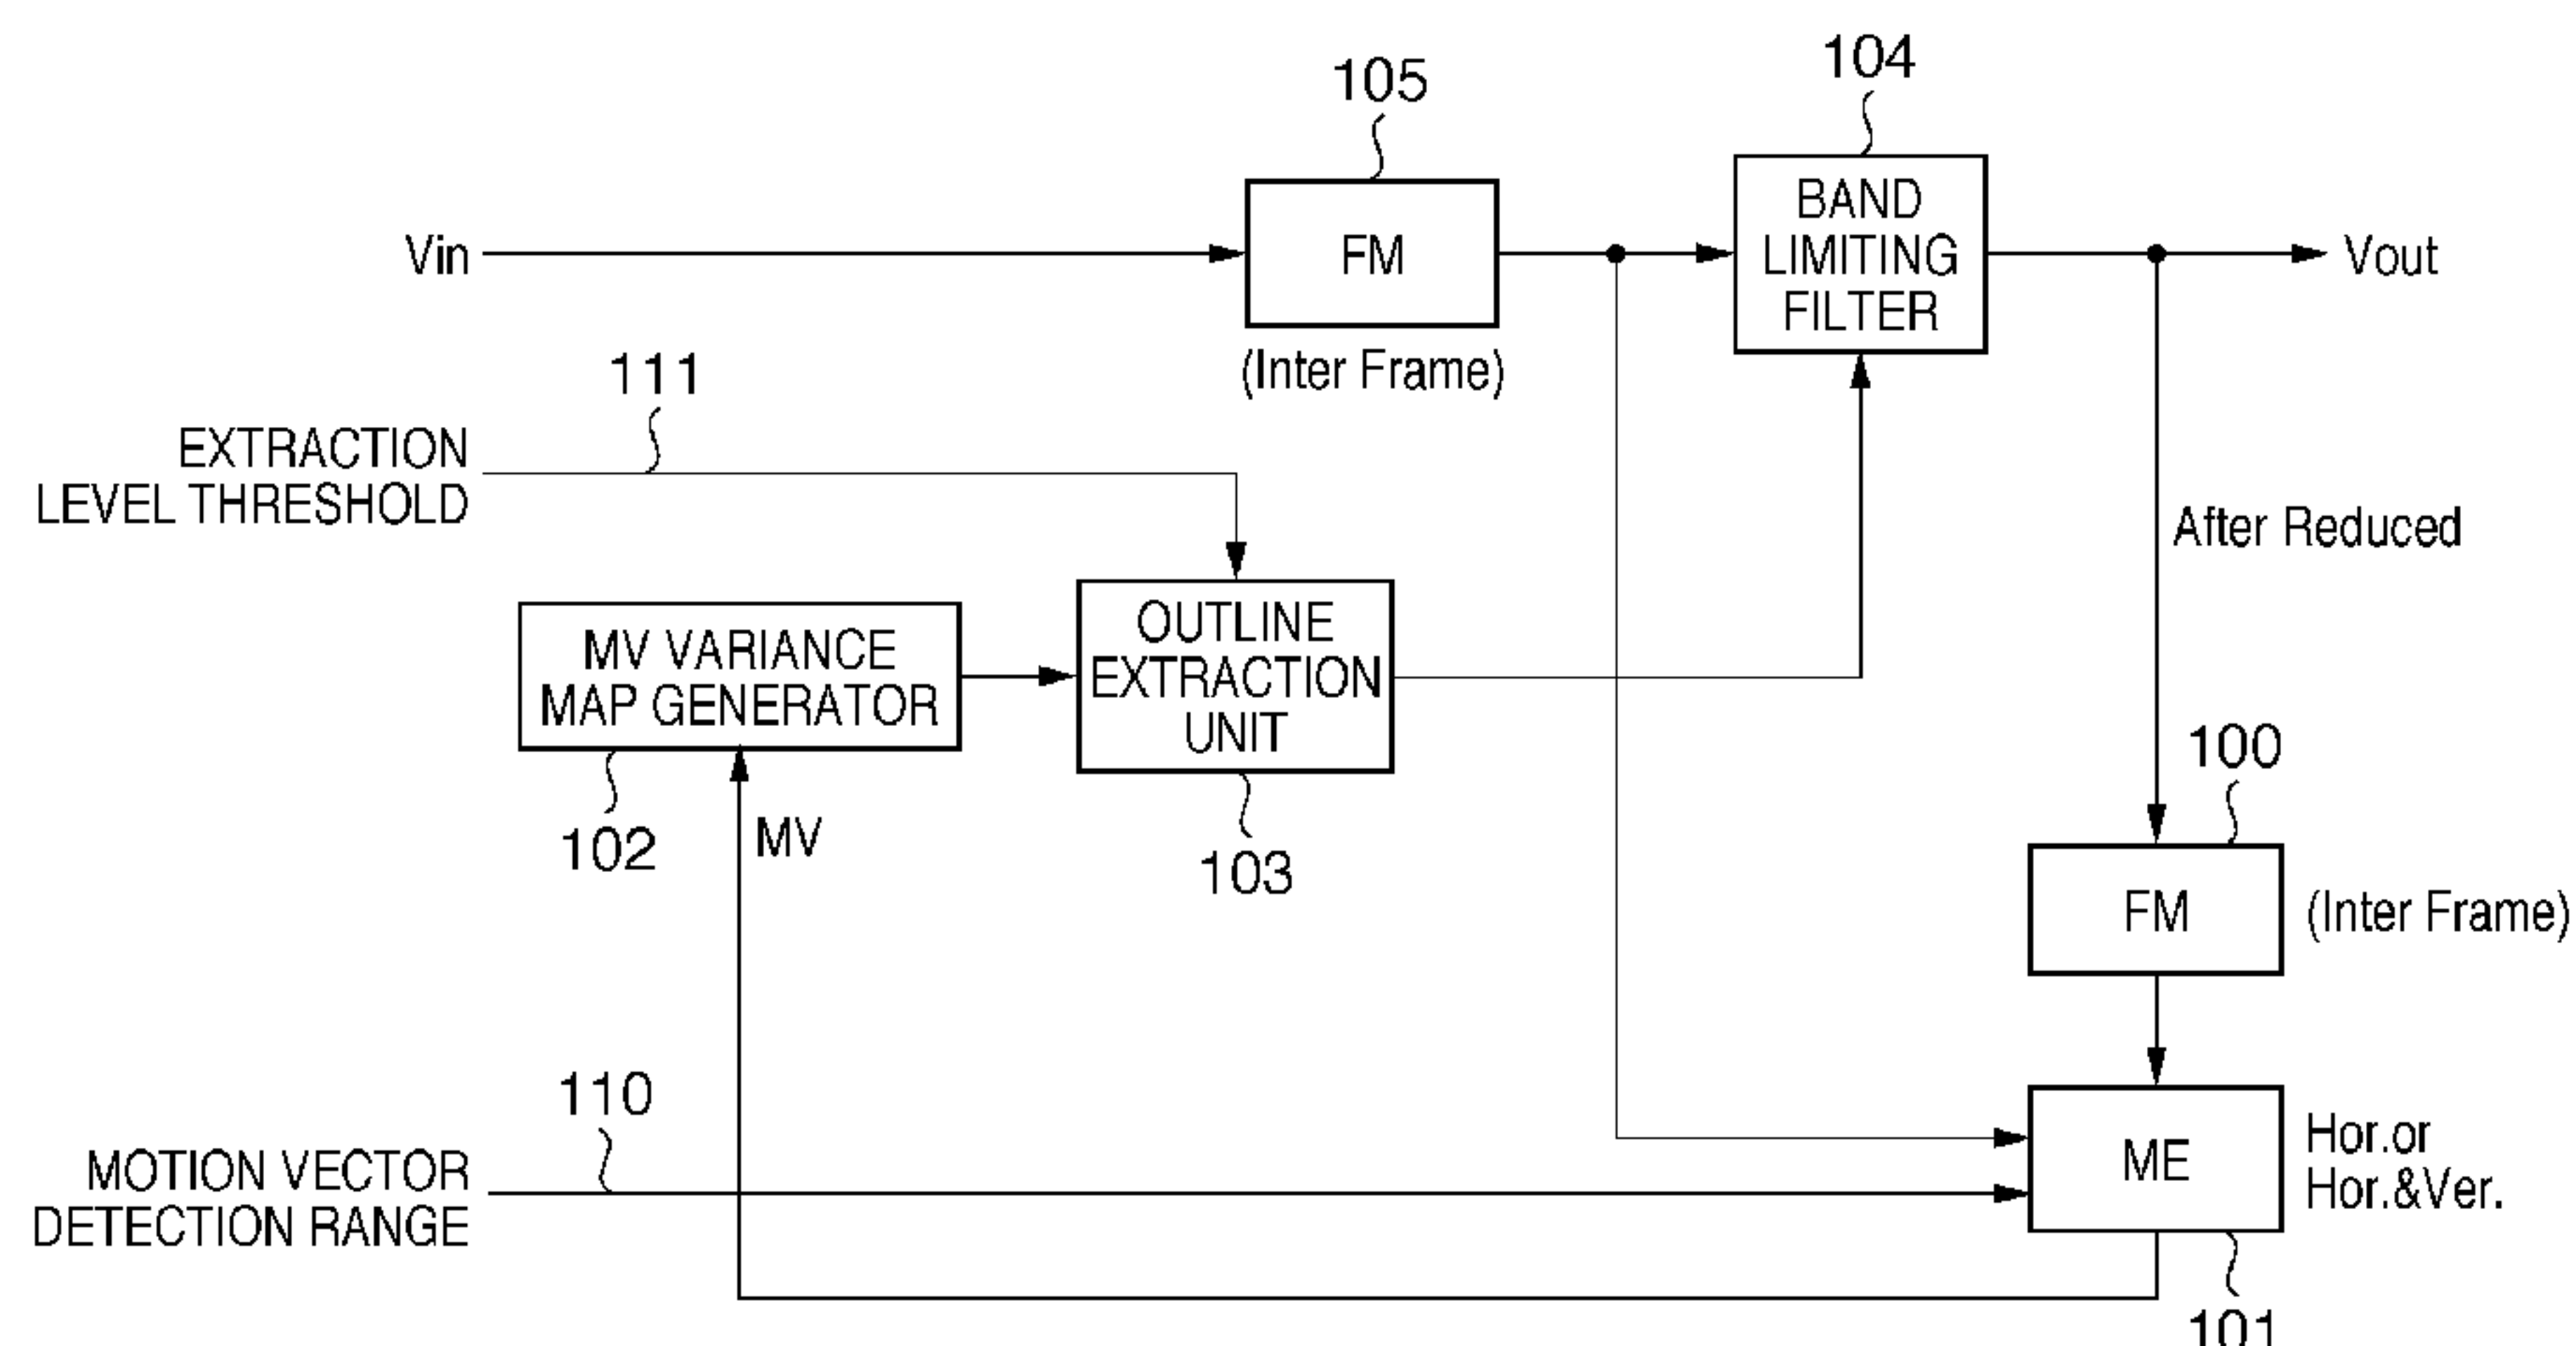 105
104
Vin
FM
BAND
LIMITING
FILTER
Vout
(Inter Frame)
111
EXTRACTION
LEVEL THRESHOLD
After Reduced
MV VARIANCE
MAP GENERATOR
OUTLINE
EXTRACTION
UNIT
102
MV
103
100
FM
(Inter Frame)
110
MOTION VECTOR
DETECTION RANGE
ME
Hor.or
Hor.&Ver.
101